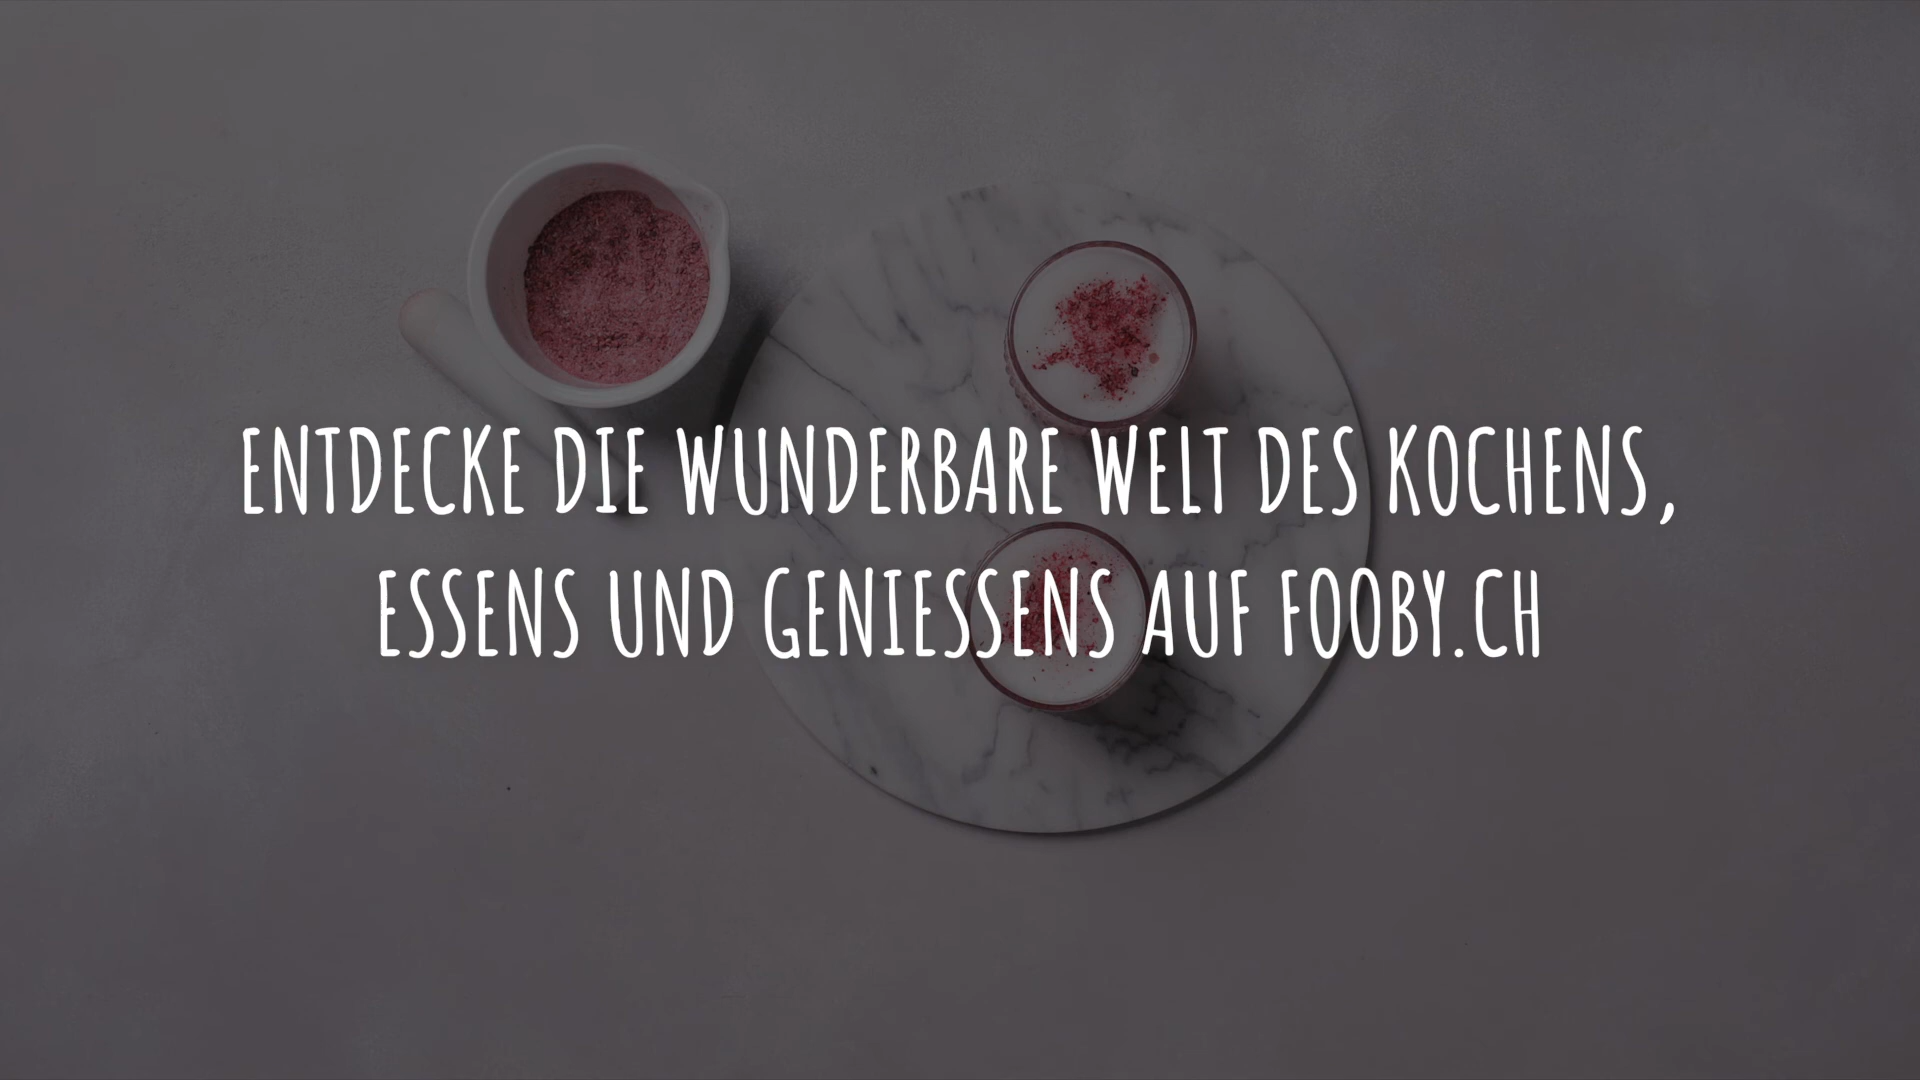 ENTDECKE DIE WUNDERBARE WELT DES KOCHENS,
ESSENS UND GENIESSENS AUF FOOBY.CH